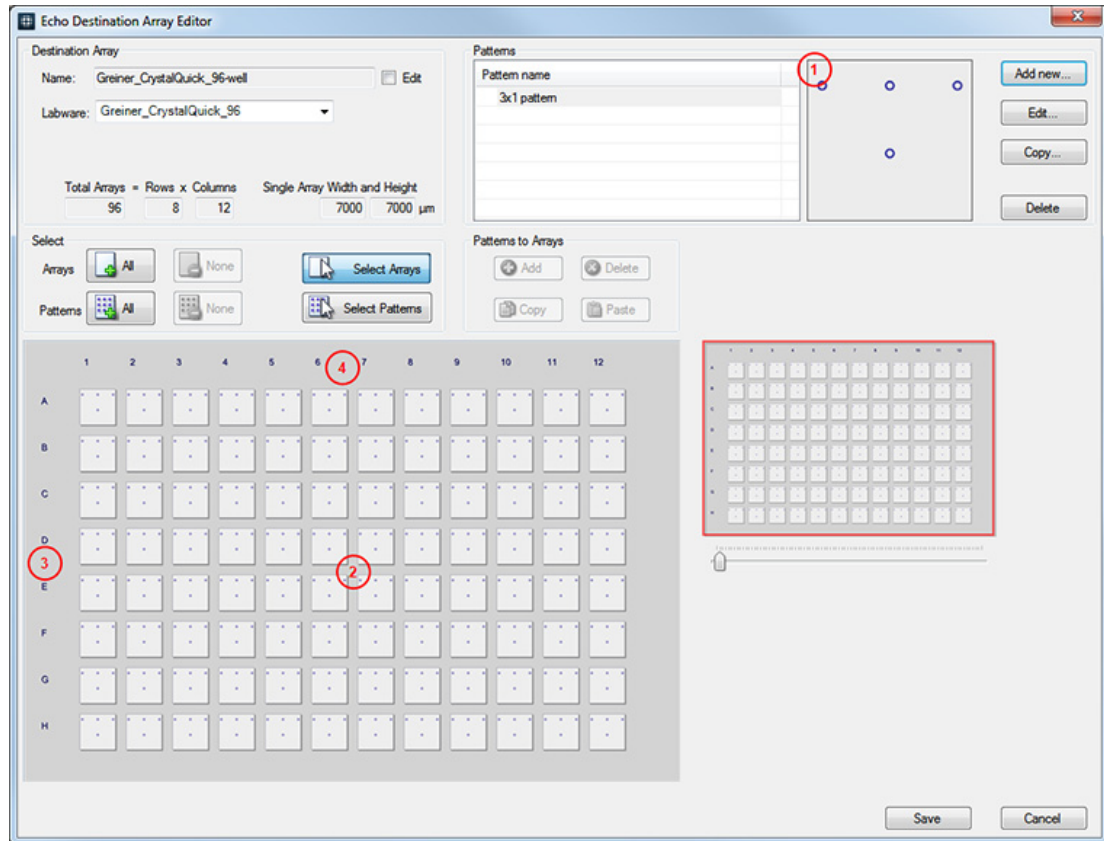 Echo Destination Array Editor
Destination Array
Name: Greiner_CrystalQuick_96-well Edit
Labware: Greiner_CrystalQuick_96
Total Arrays = Rows x Columns Single Array Width and Height
96 8 12 7000 7000 µm
Patterns
Pattern name
3x1 pattern
1
Add new...
Edit...
Copy...
Delete
Select
Arrays All None Select Arrays
Patterns All None Select Patterns
Patterns to Arrays
Add Delete
Copy Paste
1 2 3 4 5 6 4 7 8 9 10 11 12
A
B
C
D
3
2
E
F
G
H
Save Cancel